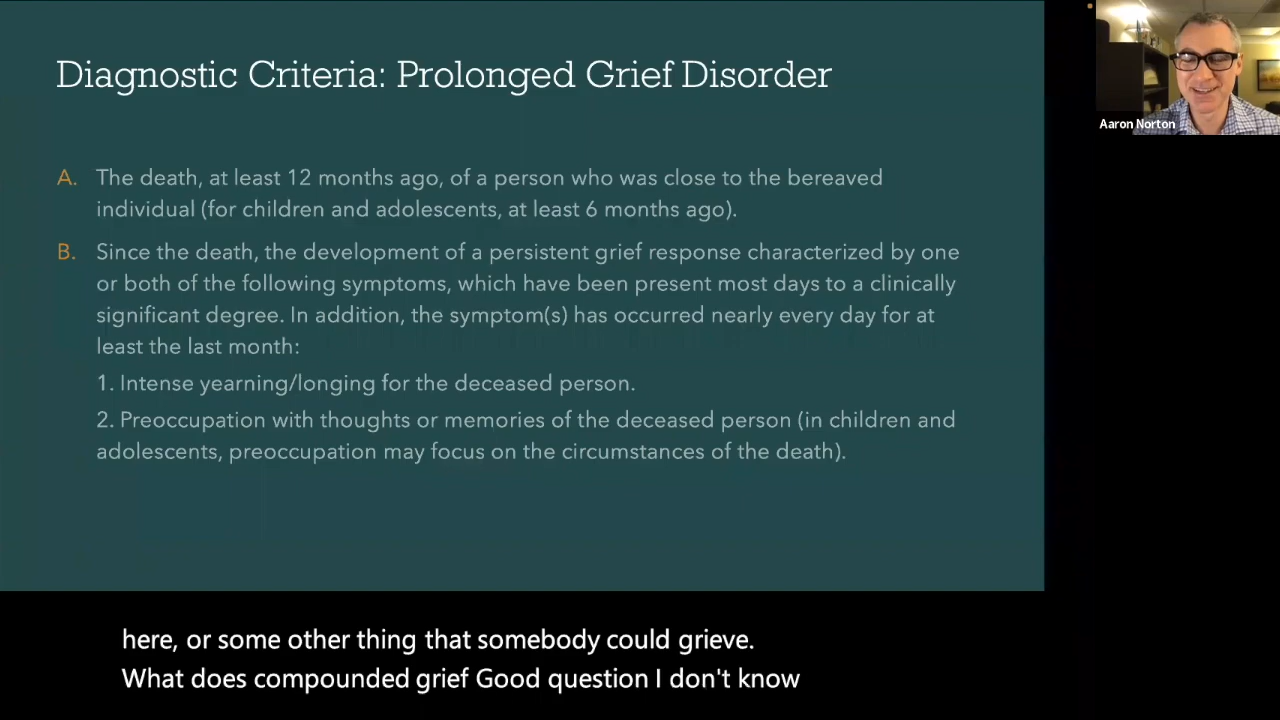 Diagnostic Criteria: Prolonged Grief Disorder
Aaron Norton
A. The death, at least 12 months ago, of a person who was close to the bereaved
individual (for children and adolescents, at least 6 months ago).
B. Since the death, the development of a persistent grief response characterized by one
or both of the following symptoms, which have been present most days to a clinically
significant degree. In addition, the symptom(s) has occurred nearly every day for at
least the last month:
1. Intense yearning/longing for the deceased person.
2. Preoccupation with thoughts or memories of the deceased person (in children and
adolescents, preoccupation may focus on the circumstances of the death).
here, or some other thing that somebody could grieve.
What does compounded grief Good question I don't know